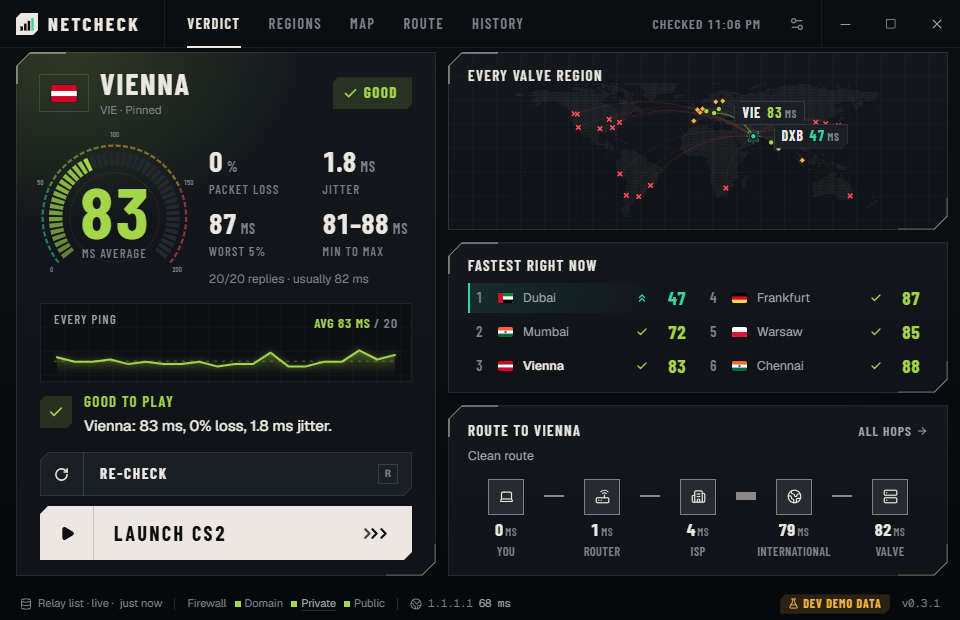 NETCHECK
VERDICT REGIONS MAP ROUTE HISTORY
CHECKED 11:06 PM
VIENNA
VIE · Pinned
GOOD
0 50 100 150 200
83
MS AVERAGE
0 %
PACKET LOSS
1.8 MS
JITTER
87 MS
WORST 5%
81–88 MS
MIN TO MAX
20/20 replies · usually 82 ms
EVERY PING
AVG 83 MS / 20
GOOD TO PLAY
Vienna: 83 ms, 0% loss, 1.8 ms jitter.
RE-CHECK
R
LAUNCH CS2
EVERY VALVE REGION
VIE 83 MS
DXB 47 MS
FASTEST RIGHT NOW
1 Dubai 47
2 Mumbai 72
3 Vienna 83
4 Frankfurt 87
5 Warsaw 85
6 Chennai 88
ROUTE TO VIENNA
ALL HOPS
Clean route
0 MS
YOU
1 MS
ROUTER
4 MS
ISP
79 MS
INTERNATIONAL
82 MS
VALVE
Relay list · live · just now
Firewall Domain Private Public
1.1.1.1 68 ms
DEV DEMO DATA
v0.3.1